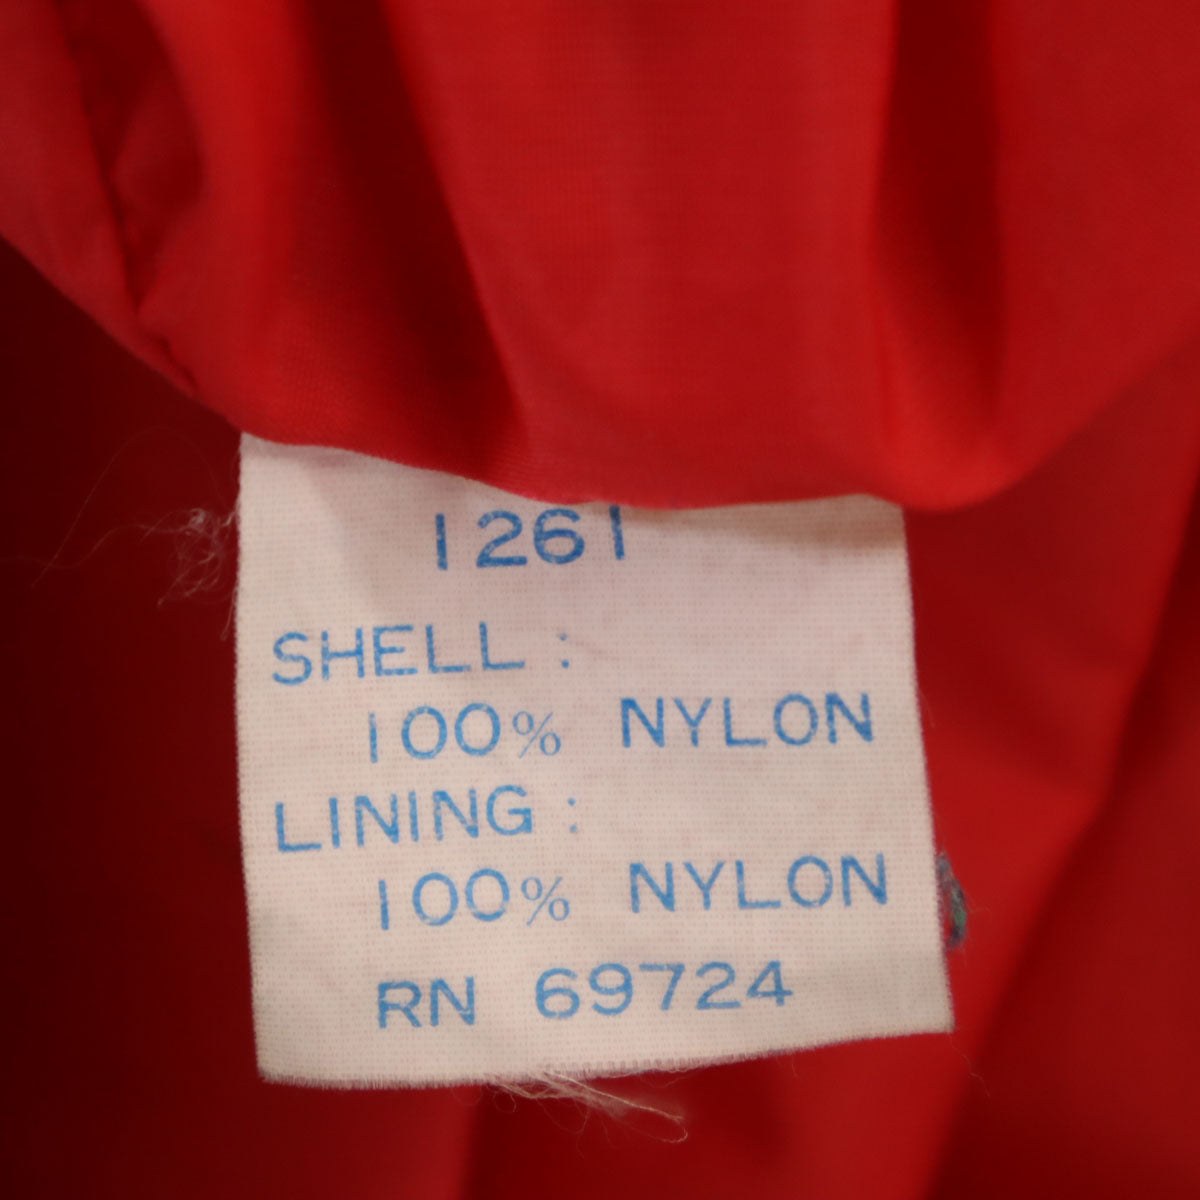 1261
SHELL :
100% NYLON
LINING :
100% NYLON
RN 69724